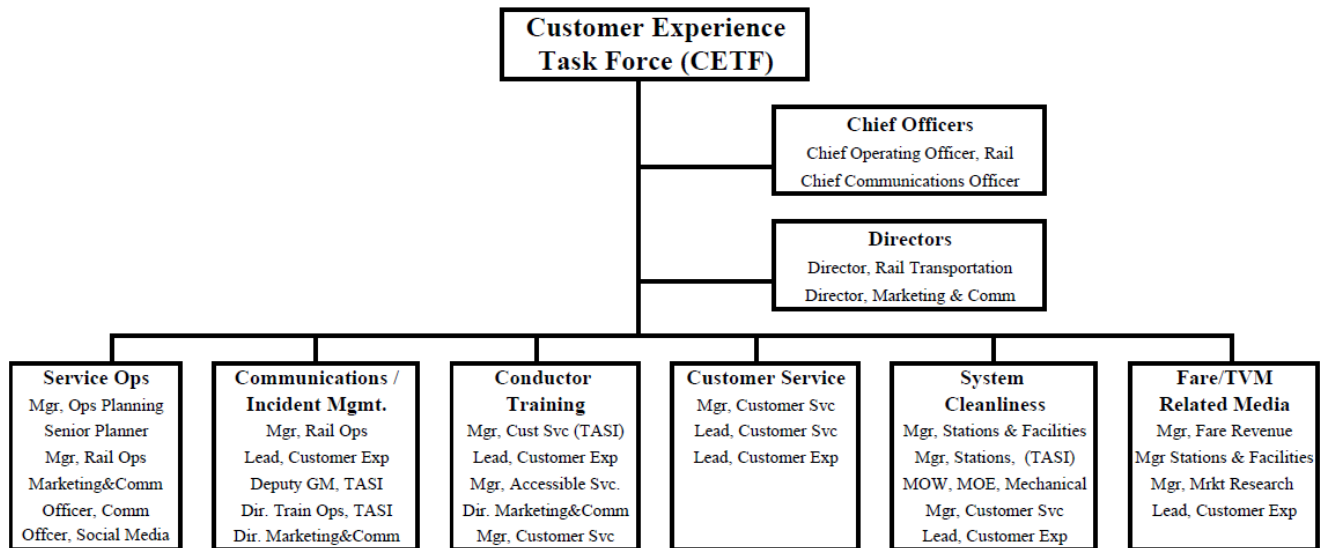 Customer Experience
Task Force (CETF)
Chief Officers
Chief Operating Officer, Rail
Chief Communications Officer
Directors
Director, Rail Transportation
Director, Marketing & Comm
Service Ops
Mgr, Ops Planning
Senior Planner
Mgr, Rail Ops
Marketing&Comm
Officer, Comm
Offcer, Social Media
Communications /
Incident Mgmt.
Mgr, Rail Ops
Lead, Customer Exp
Deputy GM, TASI
Dir. Train Ops, TASI
Dir. Marketing&Comm
Conductor
Training
Mgr, Cust Svc (TASI)
Lead, Customer Exp
Mgr, Accessible Svc.
Dir. Marketing&Comm
Mgr, Customer Svc
Customer Service
Mgr, Customer Svc
Lead, Customer Svc
Lead, Customer Exp
System
Cleanliness
Mgr, Stations & Facilities
Mgr, Stations, (TASI)
MOW, MOE, Mechanical
Mgr, Customer Svc
Lead, Customer Exp
Fare/TVM
Related Media
Mgr, Fare Revenue
Mgr Stations & Facilities
Mgr, Mrkt Research
Lead, Customer Exp